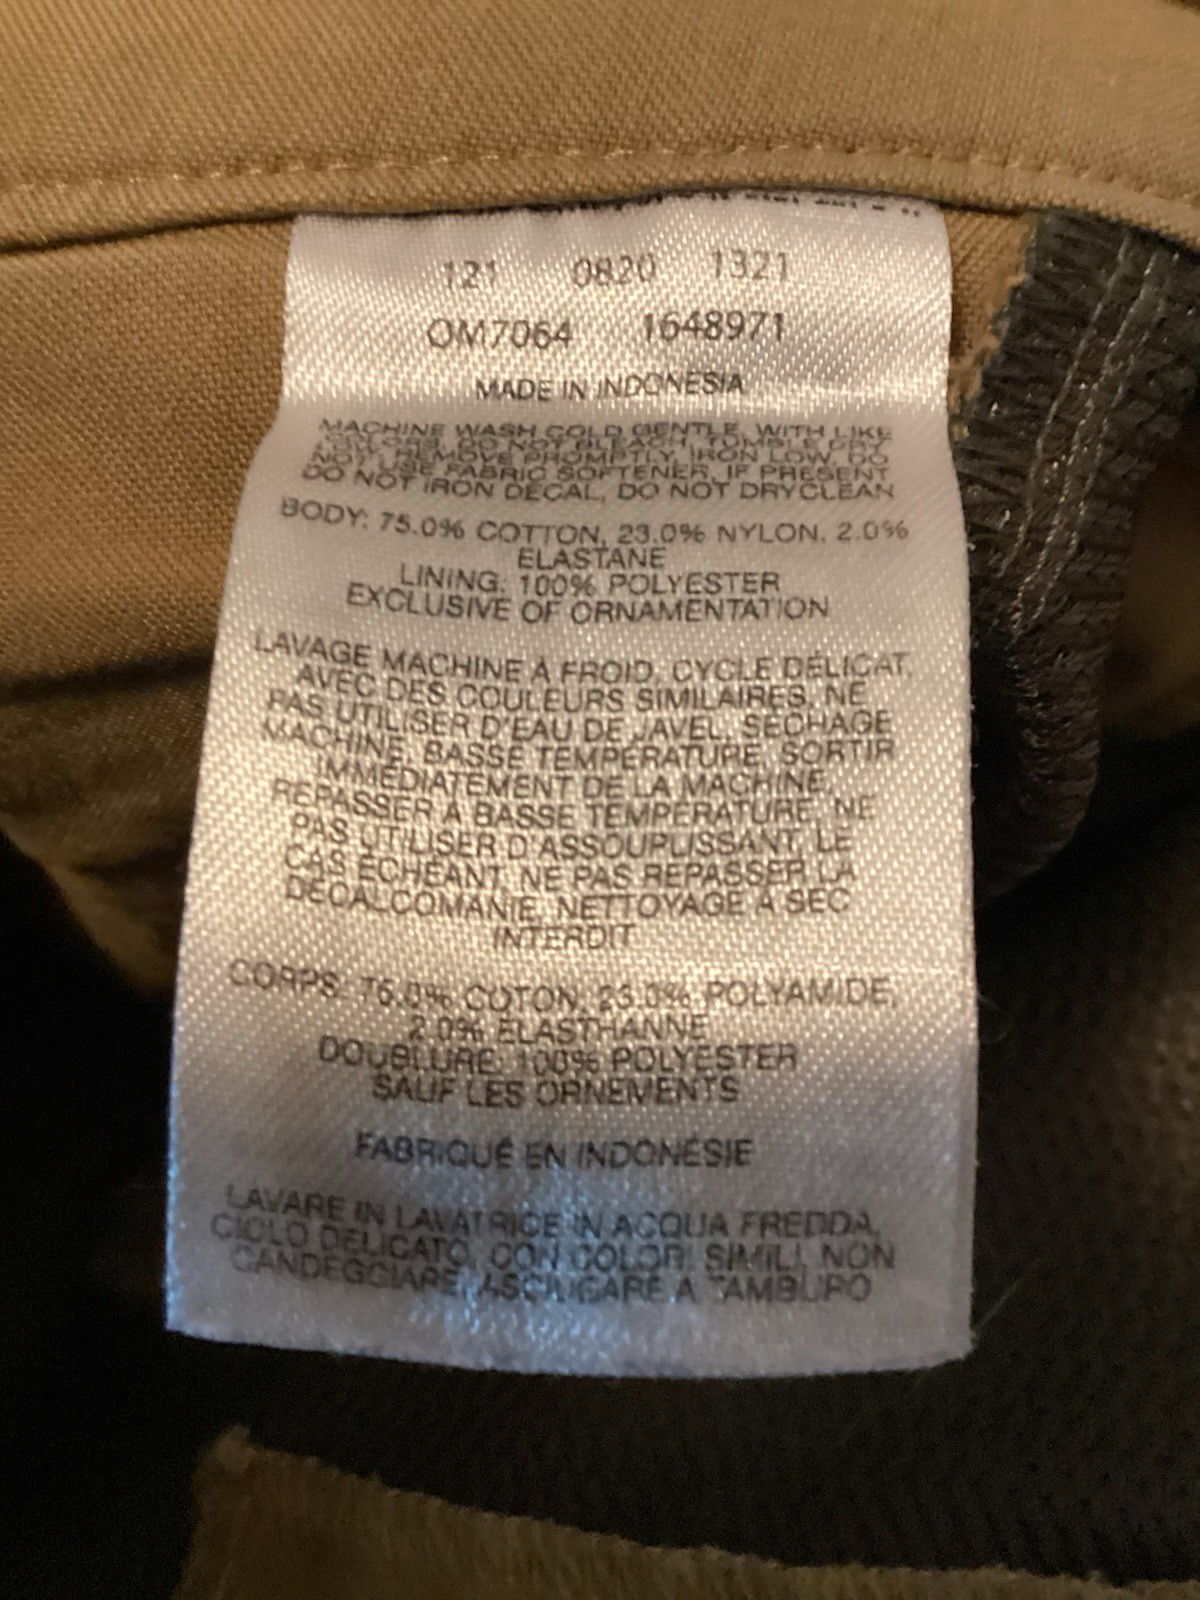 121 0820 1321
OM7064 1648971
MADE IN INDONESIA
MACHINE WASH COLD GENTLE, WITH LIKE
COLORS, DO NOT BLEACH, TUMBLE DRY
NOW, REMOVE PROMPTLY, IRON LOW, DO
NOT USE FABRIC SOFTENER, IF PRESENT
DO NOT IRON DECAL, DO NOT DRYCLEAN
BODY: 75.0% COTTON, 23.0% NYLON, 2.0%
ELASTANE
LINING: 100% POLYESTER
EXCLUSIVE OF ORNAMENTATION
LAVAGE MACHINE À FROID, CYCLE DÉLICAT,
AVEC DES COULEURS SIMILAIRES, NE
PAS UTILISER D'EAU DE JAVEL, SÉCHAGE
MACHINE, BASSE TEMPÉRATURE, SORTIR
IMMÉDIATEMENT DE LA MACHINE,
REPASSER À BASSE TEMPÉRATURE, NE
PAS UTILISER D'ASSOUPLISSANT, LE
CAS ÉCHÉANT, NE PAS REPASSER LA
DÉCALCOMANIE, NETTOYAGE À SEC
INTERDIT
CORPS: 75.0% COTON, 23.0% POLYAMIDE,
2.0% ÉLASTHANNE
DOUBLURE: 100% POLYESTER
SAUF LES ORNEMENTS
FABRIQUÉ EN INDONÉSIE
LAVARE IN LAVATRICE IN ACQUA FREDDA,
CICLO DELICATO, CON COLORI SIMILI, NON
CANDEGGIARE, ASCIUGARE A TAMBURO